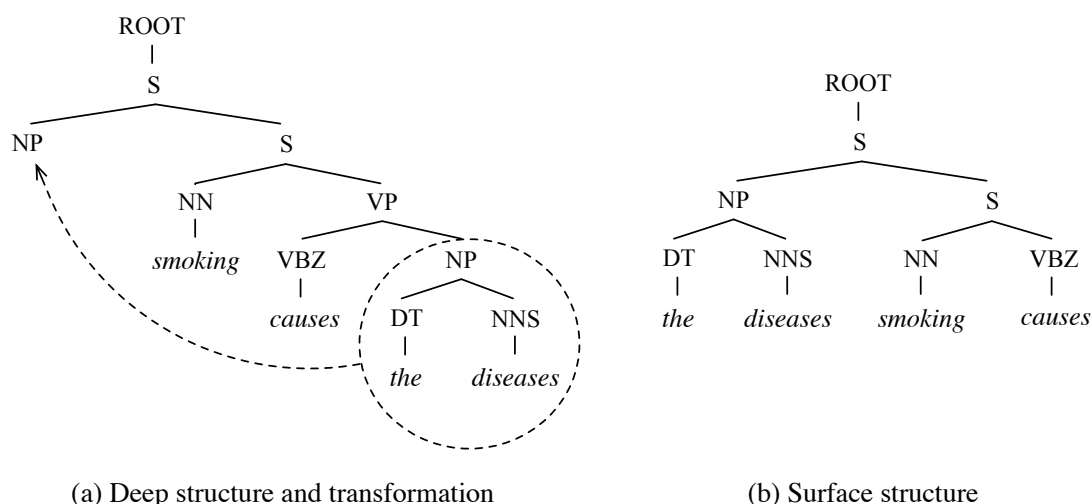 ROOT
S
NP S
NN VP
smoking VBZ NP
causes DT NNS
the diseases
(a) Deep structure and transformation
ROOT
S
NP S
DT NNS NN VBZ
the diseases smoking causes
(b) Surface structure